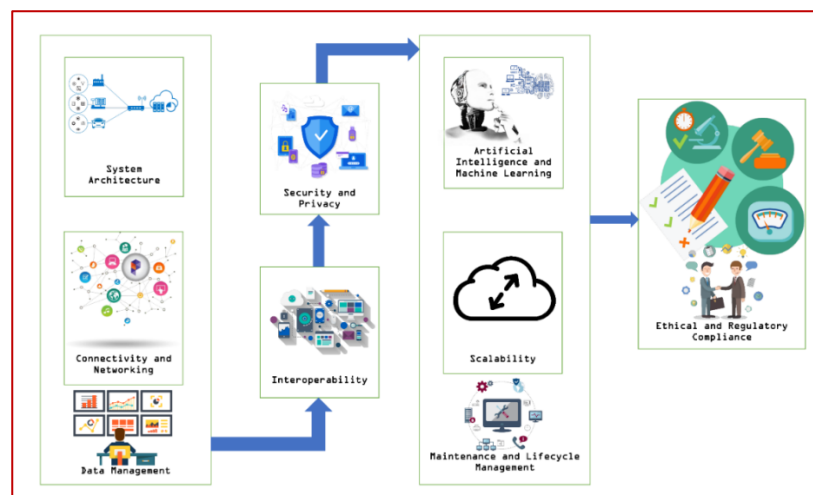 System
Architecture
Connectivity and
Networking
Data Management
Security and
Privacy
Interoperability
Artificial
Intelligence and
Machine Learning
Scalability
Maintenance and Lifecycle
Management
Ethical and Regulatory
Compliance